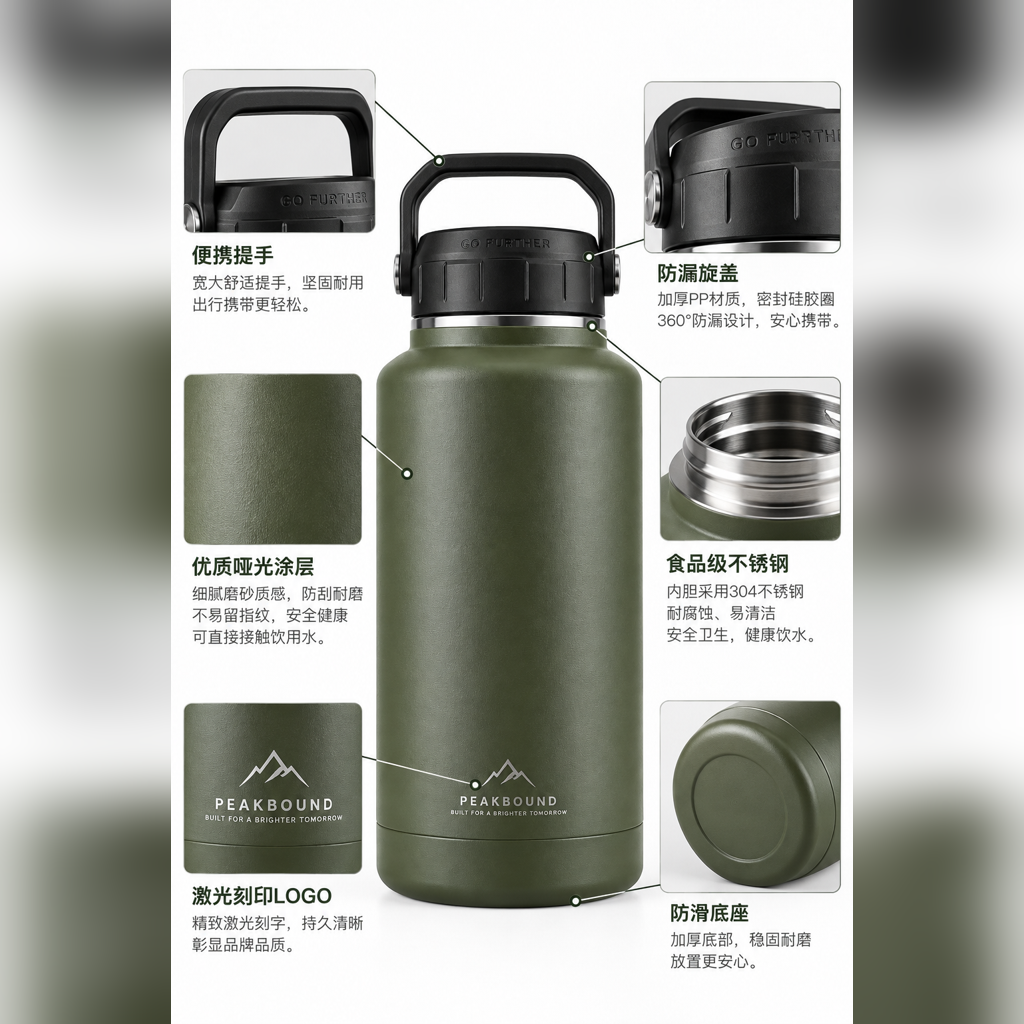 GO FURTHER
便携提手
宽大舒适提手，坚固耐用
出行携带更轻松。
GO FURTHER
GO FURRTHI
防漏旋盖
加厚PP材质，密封硅胶圈
360°防漏设计，安心携带。
优质哑光涂层
细腻磨砂质感，防刮耐磨
不易留指纹，安全健康
可直接接触饮用水。
食品级不锈钢
内胆采用304不锈钢
耐腐蚀、易清洁
安全卫生，健康饮水。
PEAKBOUND
BUILT FOR A BRIGHTER TOMORROW
激光刻印LOGO
精致激光刻字，持久清晰
彰显品牌品质。
PEAKBOUND
BUILT FOR A BRIGHTER TOMORROW
防滑底座
加厚底部，稳固耐磨
放置更安心。